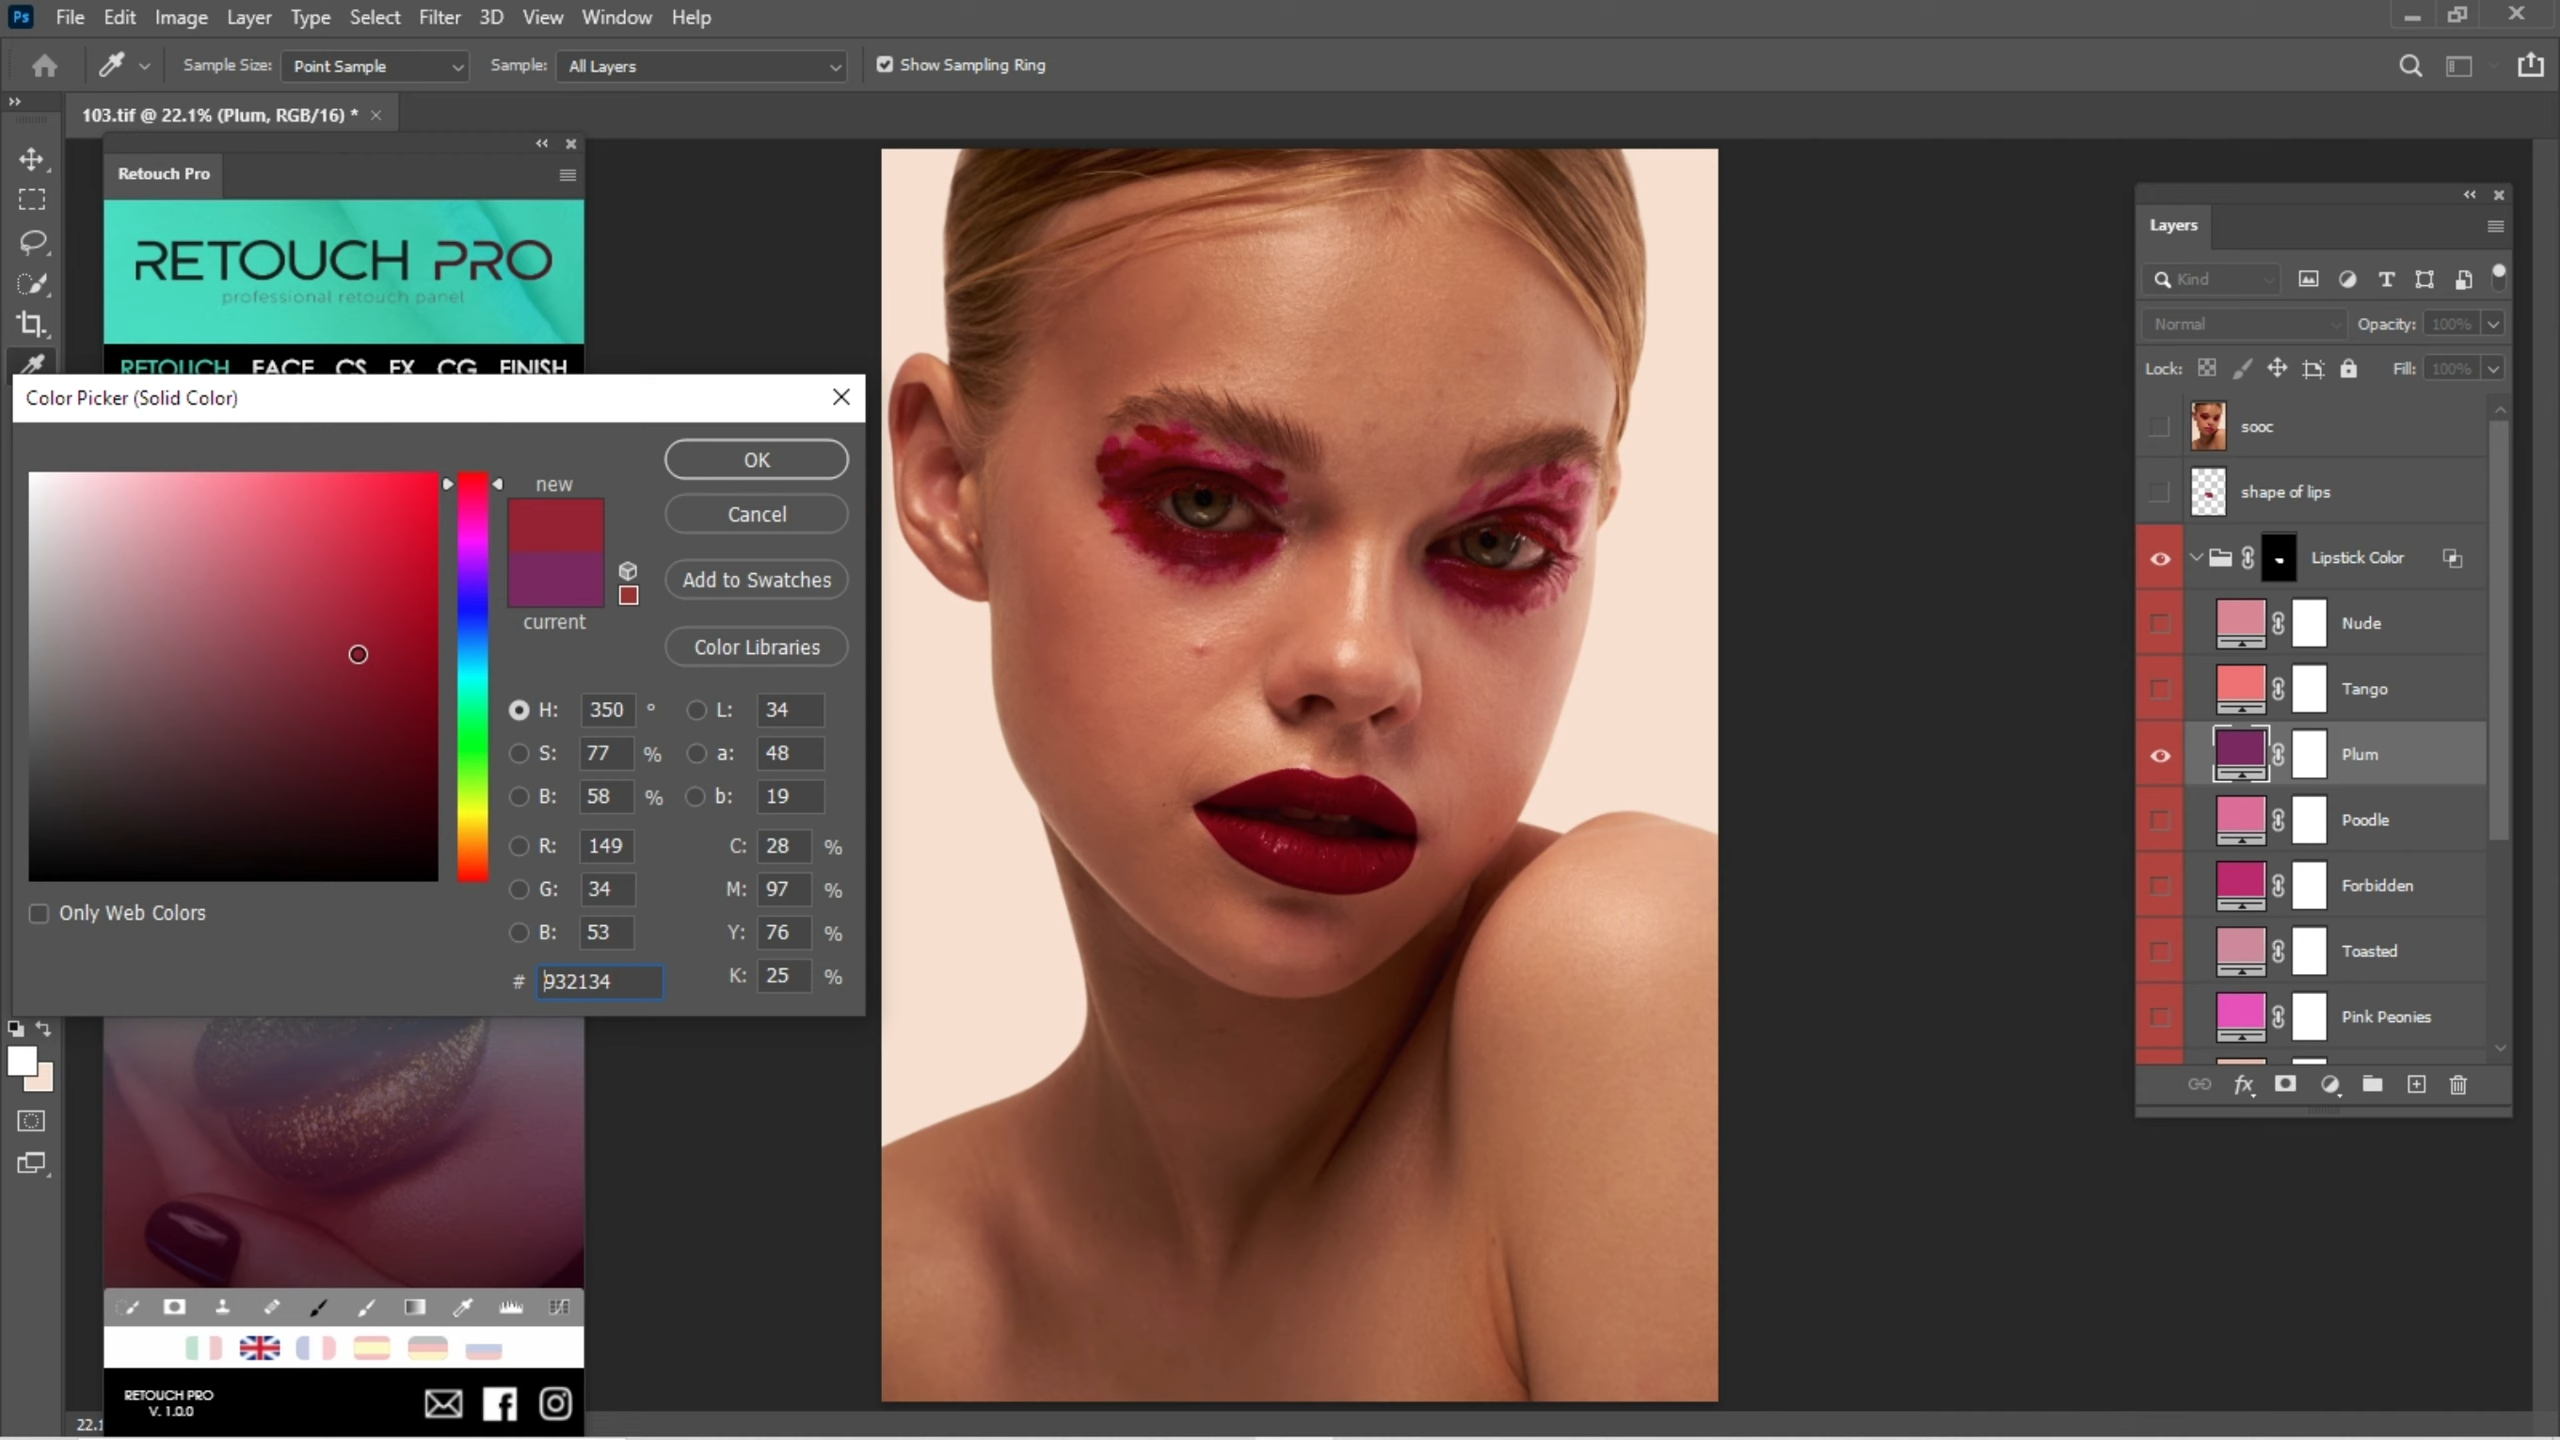 Ps File Edit Image Layer Type Select Filter 3D View Window Help
Sample Size: Point Sample Sample: All Layers Show Sampling Ring
103.tif @ 22.1% (Plum, RGB/16) *
Retouch Pro
RETOUCH PRO
professional retouch panel
RETOUCH FACE CS FX CG FINISH
Color Picker (Solid Color)
OK
new
Cancel
Add to Swatches
current
Color Libraries
H: 350 ° L: 34
S: 77 % a: 48
B: 58 % b: 19
R: 149 C: 28 %
G: 34 M: 97 %
B: 53 Y: 76 %
# 932134 K: 25 %
Only Web Colors
RETOUCH PRO
V. 1.0.0
22.1
Layers
Kind
Normal Opacity: 100%
Lock: Fill: 100%
sooc
shape of lips
Lipstick Color
Nude
Tango
Plum
Poodle
Forbidden
Toasted
Pink Peonies
fx